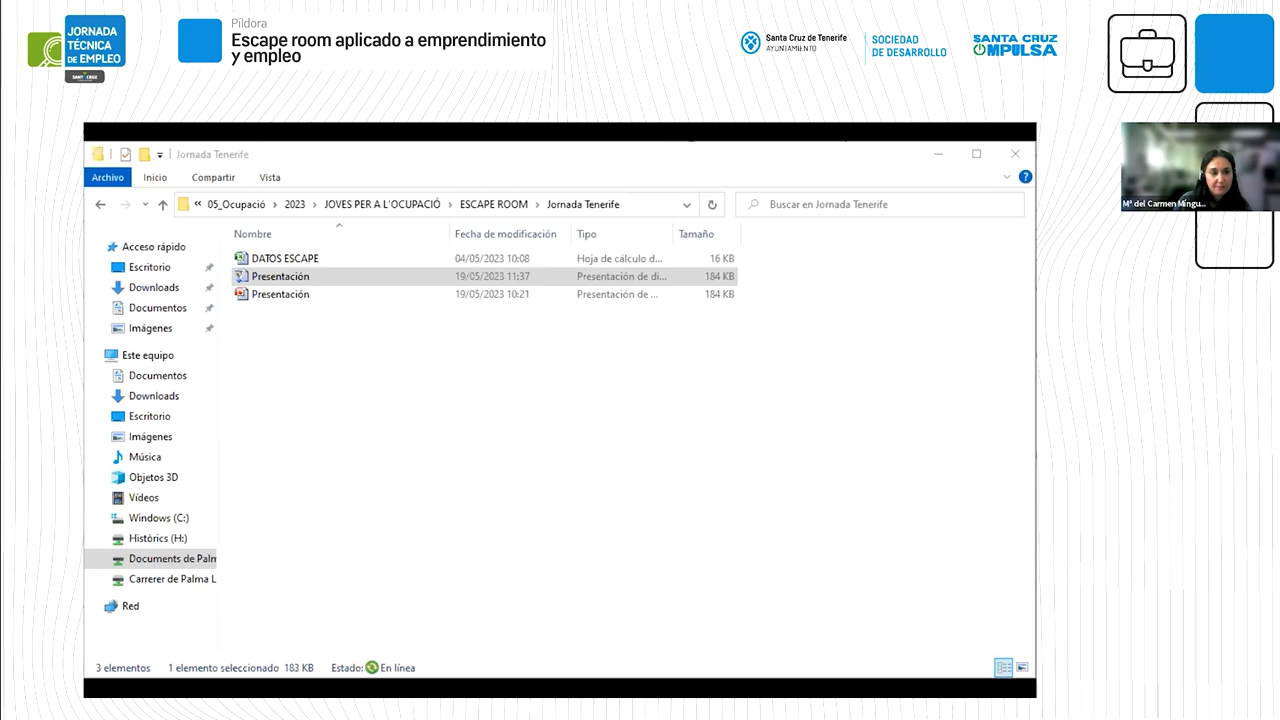 JORNADA
TÉCNICA
DE EMPLEO
SANTA CRUZ
Píldora
Escape room aplicado a emprendimiento
y empleo
Santa Cruz de Tenerife
AYUNTAMIENTO
SOCIEDAD
DE DESARROLLO
SANTA CRUZ
IMPULSA
Mª del Carmen Mingu...
Jornada Tenerife
Archivo Inicio Compartir Vista
« 05_Ocupació › 2023 › JOVES PER A L'OCUPACIÓ › ESCAPE ROOM › Jornada Tenerife
Buscar en Jornada Tenerife
Nombre Fecha de modificación Tipo Tamaño
DATOS ESCAPE 04/05/2023 10:08 Hoja de cálculo d... 16 KB
Presentación 19/05/2023 11:37 Presentación de di... 184 KB
Presentación 19/05/2023 10:21 Presentación de ... 184 KB
Acceso rápido
Escritorio
Downloads
Documentos
Imágenes
Este equipo
Documentos
Downloads
Escritorio
Imágenes
Música
Objetos 3D
Vídeos
Windows (C:)
Històrics (H:)
Documents de Palm
Carrerer de Palma L
Red
3 elementos 1 elemento seleccionado 183 KB Estado: En línea